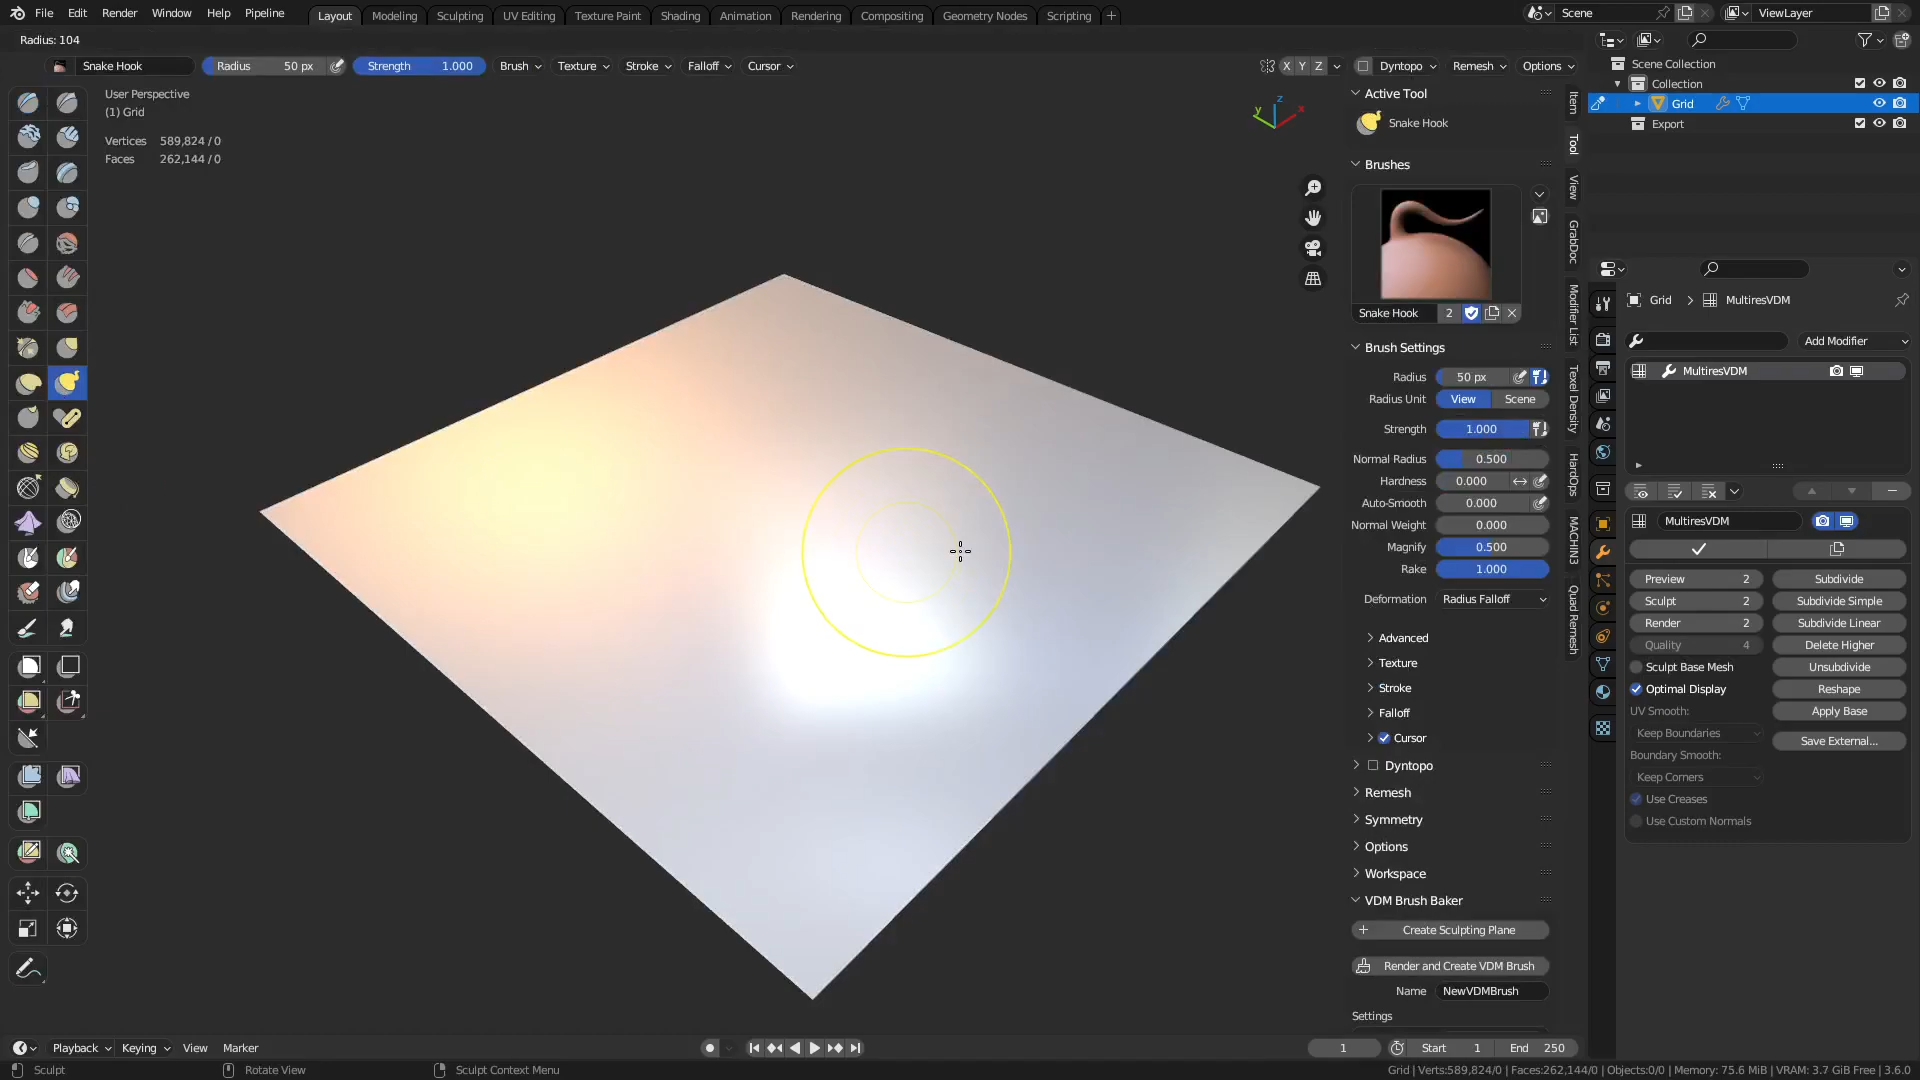 File Edit Render Window Help Pipeline Layout Modeling Sculpting UV Editing Texture Paint Shading Animation Rendering Compositing Geometry Nodes Scripting + Scene ViewLayer
Radius: 104
Snake Hook Radius 50 px Strength 1.000 Brush Texture Stroke Falloff Cursor X Y Z Dyntopo Remesh Options
User Perspective
(1) Grid
Vertices 589,824 / 0
Faces 262,144 / 0
Z
Y
X
Active Tool
Snake Hook
Brushes
Snake Hook 2
Brush Settings
Radius 50 px
Radius Unit View Scene
Strength 1.000
Normal Radius 0.500
Hardness 0.000
Auto-Smooth 0.000
Normal Weight 0.000
Magnify 0.500
Rake 1.000
Deformation Radius Falloff
Advanced
Texture
Stroke
Falloff
Cursor
Dyntopo
Remesh
Symmetry
Options
Workspace
VDM Brush Baker
+ Create Sculpting Plane
Render and Create VDM Brush
Name NewVDMBrush
Settings
Item
Tool
View
GrabDoc
Modifier List
Texel Density
HardOps
MACHIN3
Quad Remesh
Scene Collection
Collection
Grid
Export
Grid > MultiresVDM
Add Modifier
MultiresVDM
MultiresVDM
Preview 2 Subdivide
Sculpt 2 Subdivide Simple
Render 2 Subdivide Linear
Quality 4 Delete Higher
Sculpt Base Mesh Unsubdivide
Optimal Display Reshape
UV Smooth: Apply Base
Keep Boundaries Save External...
Boundary Smooth:
Keep Corners
Use Creases
Use Custom Normals
Playback Keying View Marker 1 Start 1 End 250
Sculpt Rotate View Sculpt Context Menu Grid | Verts:589,824/0 | Faces:262,144/0 | Objects:0/0 | Memory: 75.6 MiB | VRAM: 3.7 GiB Free | 3.6.0